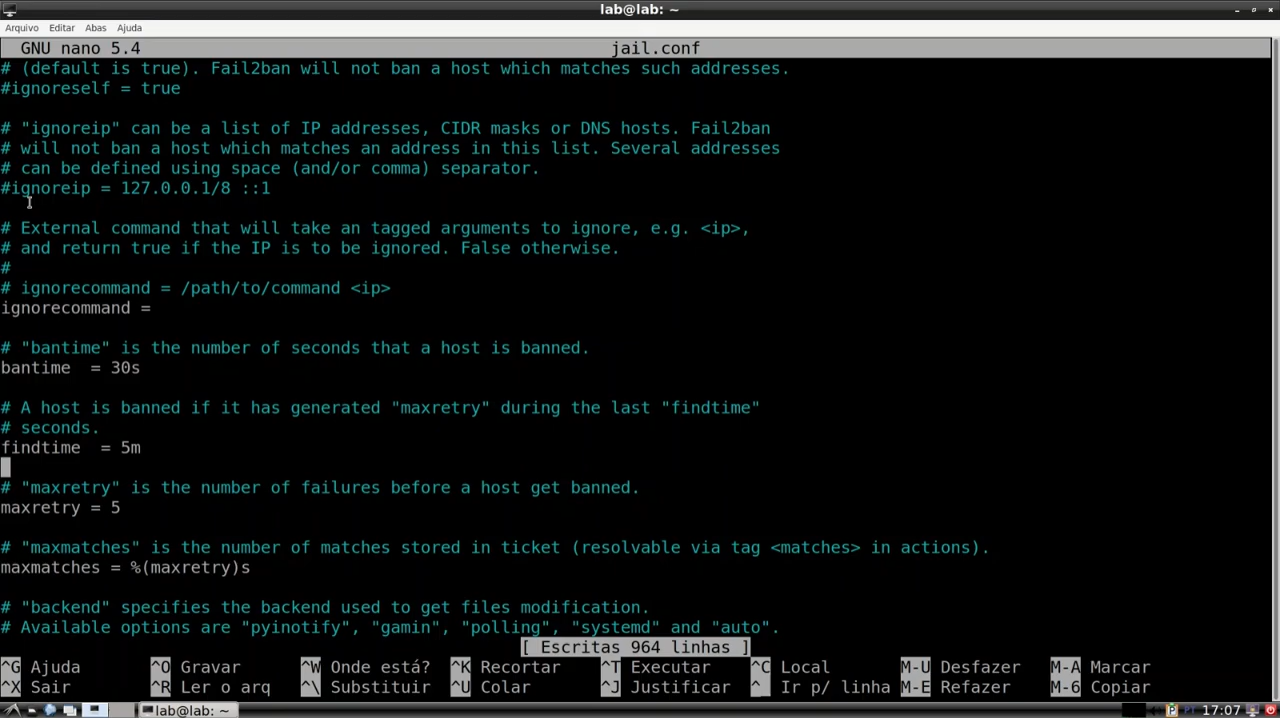 lab@lab: ~
Arquivo Editar Abas Ajuda
GNU nano 5.4 jail.conf
# (default is true). Fail2ban will not ban a host which matches such addresses.
#ignoreself = true
# "ignoreip" can be a list of IP addresses, CIDR masks or DNS hosts. Fail2ban
# will not ban a host which matches an address in this list. Several addresses
# can be defined using space (and/or comma) separator.
#ignoreip = 127.0.0.1/8 ::1
# External command that will take an tagged arguments to ignore, e.g. <ip>,
# and return true if the IP is to be ignored. False otherwise.
#
# ignorecommand = /path/to/command <ip>
ignorecommand =
# "bantime" is the number of seconds that a host is banned.
bantime  = 30s
# A host is banned if it has generated "maxretry" during the last "findtime"
# seconds.
findtime  = 5m
# "maxretry" is the number of failures before a host get banned.
maxretry = 5
# "maxmatches" is the number of matches stored in ticket (resolvable via tag <matches> in actions).
maxmatches = %(maxretry)s
# "backend" specifies the backend used to get files modification.
# Available options are "pyinotify", "gamin", "polling", "systemd" and "auto".
[ Escritas 964 linhas ]
^G Ajuda ^O Gravar ^W Onde está? ^K Recortar ^T Executar ^C Local M-U Desfazer M-A Marcar
^X Sair ^R Ler o arq ^\ Substituir ^U Colar ^J Justificar ^_ Ir p/ linha M-E Refazer M-6 Copiar
lab@lab: ~ PT 17:07